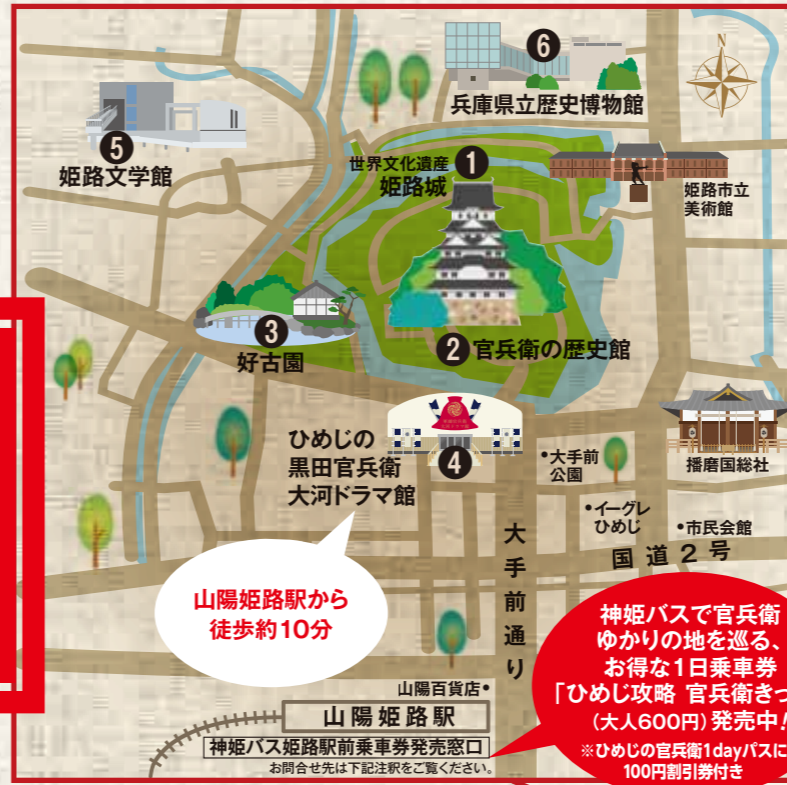 N
6
兵庫県立歴史博物館
5
姫路文学館
世界文化遺産
1
姫路城
姫路市立
美術館
3
好古園
2 官兵衛の歴史館
ひめじの
黒田官兵衛
大河ドラマ館
4
•大手前
公園
播磨国総社
•イーグレ
ひめじ
•市民会館
国道2号
大手前通り
山陽姫路駅から
徒歩約10分
山陽百貨店•
山陽姫路駅
神姫バス姫路駅前乗車券発売窓口
お問合せ先は下記注釈をご覧ください。
神姫バスで官兵衛
ゆかりの地を巡る、
お得な1日乗車券
「ひめじ攻略 官兵衛きっ
(大人600円)発売中!
※ひめじの官兵衛1dayパスに
100円割引券付き